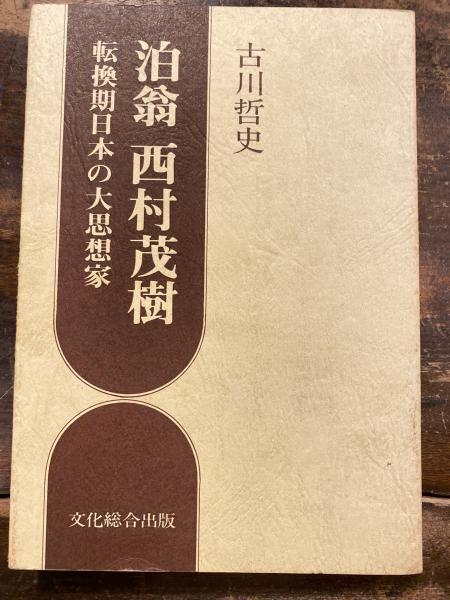 古川哲史
泊翁 西村茂樹
転換期日本の大思想家
文化総合出版